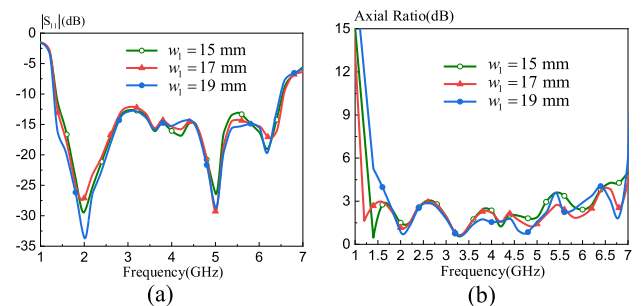 |S₁₁|(dB)
0
-5
-10
-15
-20
-25
-30
-35
1 2 3 4 5 6 7
Frequency(GHz)
w₁ = 15 mm
w₁ = 17 mm
w₁ = 19 mm
(a)
Axial Ratio(dB)
15
12
9
6
3
0
1 1.5 2 2.5 3 3.5 4 4.5 5 5.5 6 6.5 7
Frequency(GHz)
w₁ = 15 mm
w₁ = 17 mm
w₁ = 19 mm
(b)